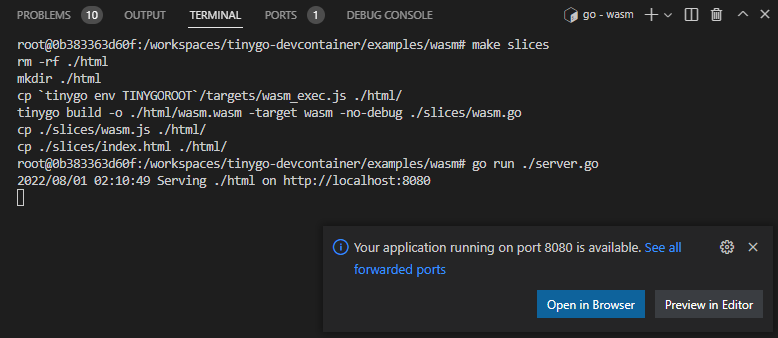 PROBLEMS 10 OUTPUT TERMINAL PORTS 1 DEBUG CONSOLE go - wasm
root@0b383363d60f:/workspaces/tinygo-devcontainer/examples/wasm# make slices
rm -rf ./html
mkdir ./html
cp `tinygo env TINYGOROOT`/targets/wasm_exec.js ./html/
tinygo build -o ./html/wasm.wasm -target wasm -no-debug ./slices/wasm.go
cp ./slices/wasm.js ./html/
cp ./slices/index.html ./html/
root@0b383363d60f:/workspaces/tinygo-devcontainer/examples/wasm# go run ./server.go
2022/08/01 02:10:49 Serving ./html on http://localhost:8080
Your application running on port 8080 is available. See all
forwarded ports
Open in Browser Preview in Editor